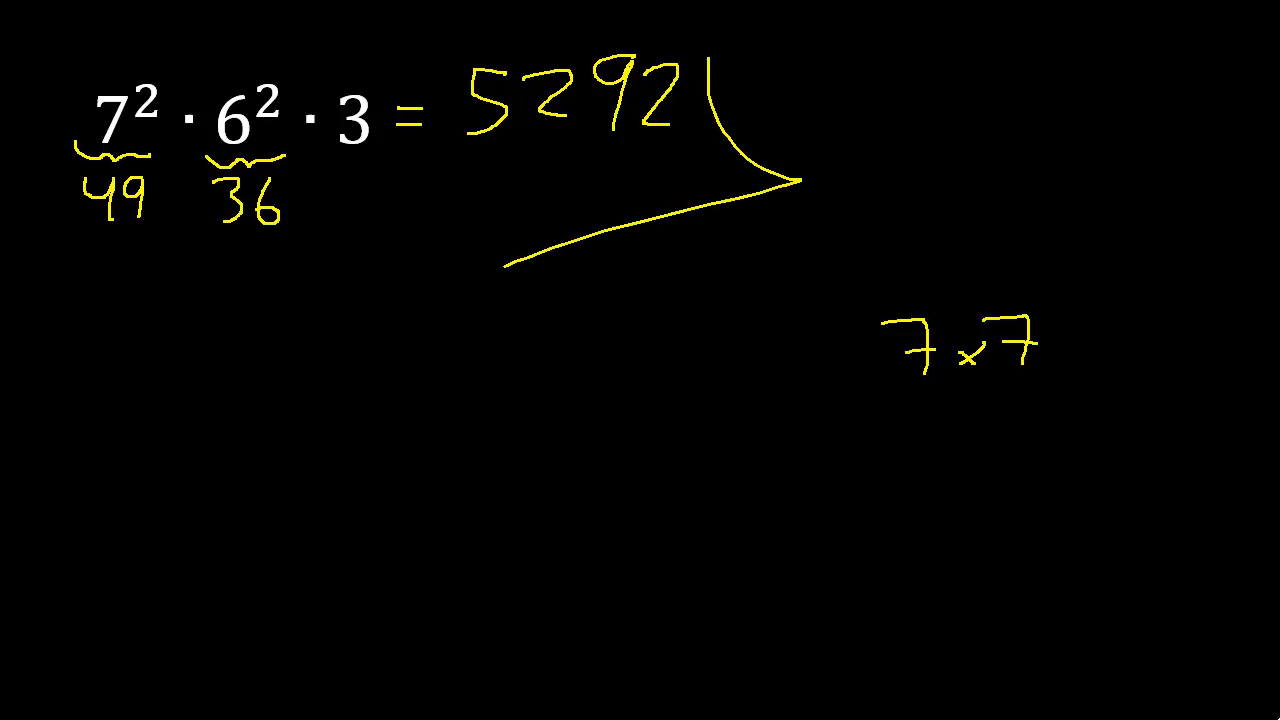 7² · 6² · 3 = 5292
49 36
7 × 7